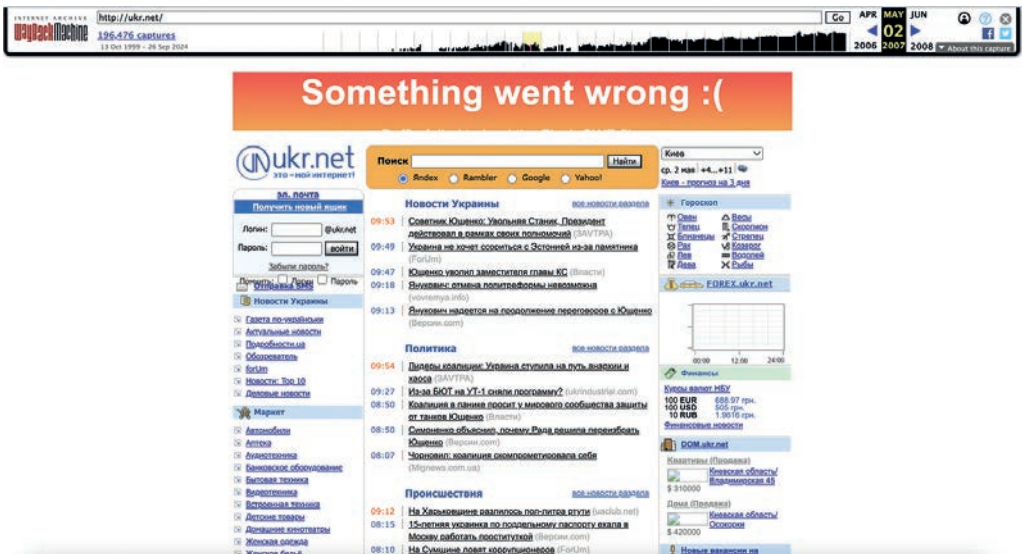 INTERNET ARCHIVE
WayBackMachine
http://ukr.net/
Go
196,476 captures
13 Oct 1999 - 26 Sep 2024
APR MAY JUN
02
2006 2007 2008
About this capture
Something went wrong :(
ukr.net
это - мой интернет!
эл. почта
Получить новый ящик
Логин: @ukr.net
Пароль: войти
Забыли пароль?
Помнить: Логин Пароль
Отправка SMS
Новости Украины
Газета по-українськи
Актуальные новости
Подробности.ua
Обозреватель
forUm
Новости: Top 10
Деловые новости
Маркет
Автомобили
Аптека
Аудиотехника
Банковское оборудование
Бытовая техника
Видеотехника
Встроенная техника
Детские товары
Домашние кинотеатры
Женская одежда
Женское бельё
Поиск Найти
Яndex Rambler Google Yahoo!
Новости Украины все новости раздела
09:53 Советник Ющенко: Увольняя Станик, Президент
действовал в рамках своих полномочий (ЗАVТРА)
09:49 Украина не хочет ссориться с Эстонией из-за памятника
(ForUm)
09:47 Ющенко уволил заместителя главы КС (Власти)
09:18 Янукович: отмена политреформы невозможна
(vovremya.info)
09:13 Янукович надеется на продолжение переговоров с Ющенко
(Версии.com)
Политика все новости раздела
09:54 Лидеры коалиции: Украина ступила на путь анархии и
хаоса (ЗАVТРА)
09:27 Из-за БЮТ на УТ-1 сняли программу? (ukrindustrial.com)
08:50 Коалиция в панике просит у мирового сообщества защиты
от танков Ющенко (Власти)
08:50 Симоненко объяснил, почему Рада решила переизбрать
Ющенко (Версии.com)
08:07 Чорновил: коалиция скомпрометировала себя
(Mignews.com.ua)
Происшествия все новости раздела
09:12 На Харьковщине разлилось пол-литра ртути (uaclub.net)
08:15 15-летняя украинка по поддельному паспорту ехала в
Москву работать проституткой (Версии.com)
08:10 На Сумщине ловят коррупционеров (ForUm)
Киев
ср. 2 мая +4...+11
Киев - прогноз на 3 дня
Гороскоп
Овен Весы
Телец Скорпион
Близнецы Стрелец
Рак Козерог
Лев Водолей
Дева Рыбы
FOREX.ukr.net
00:00 12:00 24:00
Финансы
Курсы валют НБУ
100 EUR 688.97 грн.
100 USD 505 грн.
10 RUB 1.9616 грн.
Финансовые новости
DOM.ukr.net
Квартиры (Продажа)
Киевская область/
Владимирская 45
$ 310000
Дома (Продажа)
Киевская область/
Осокорки
$ 420000
Новые вакансии на